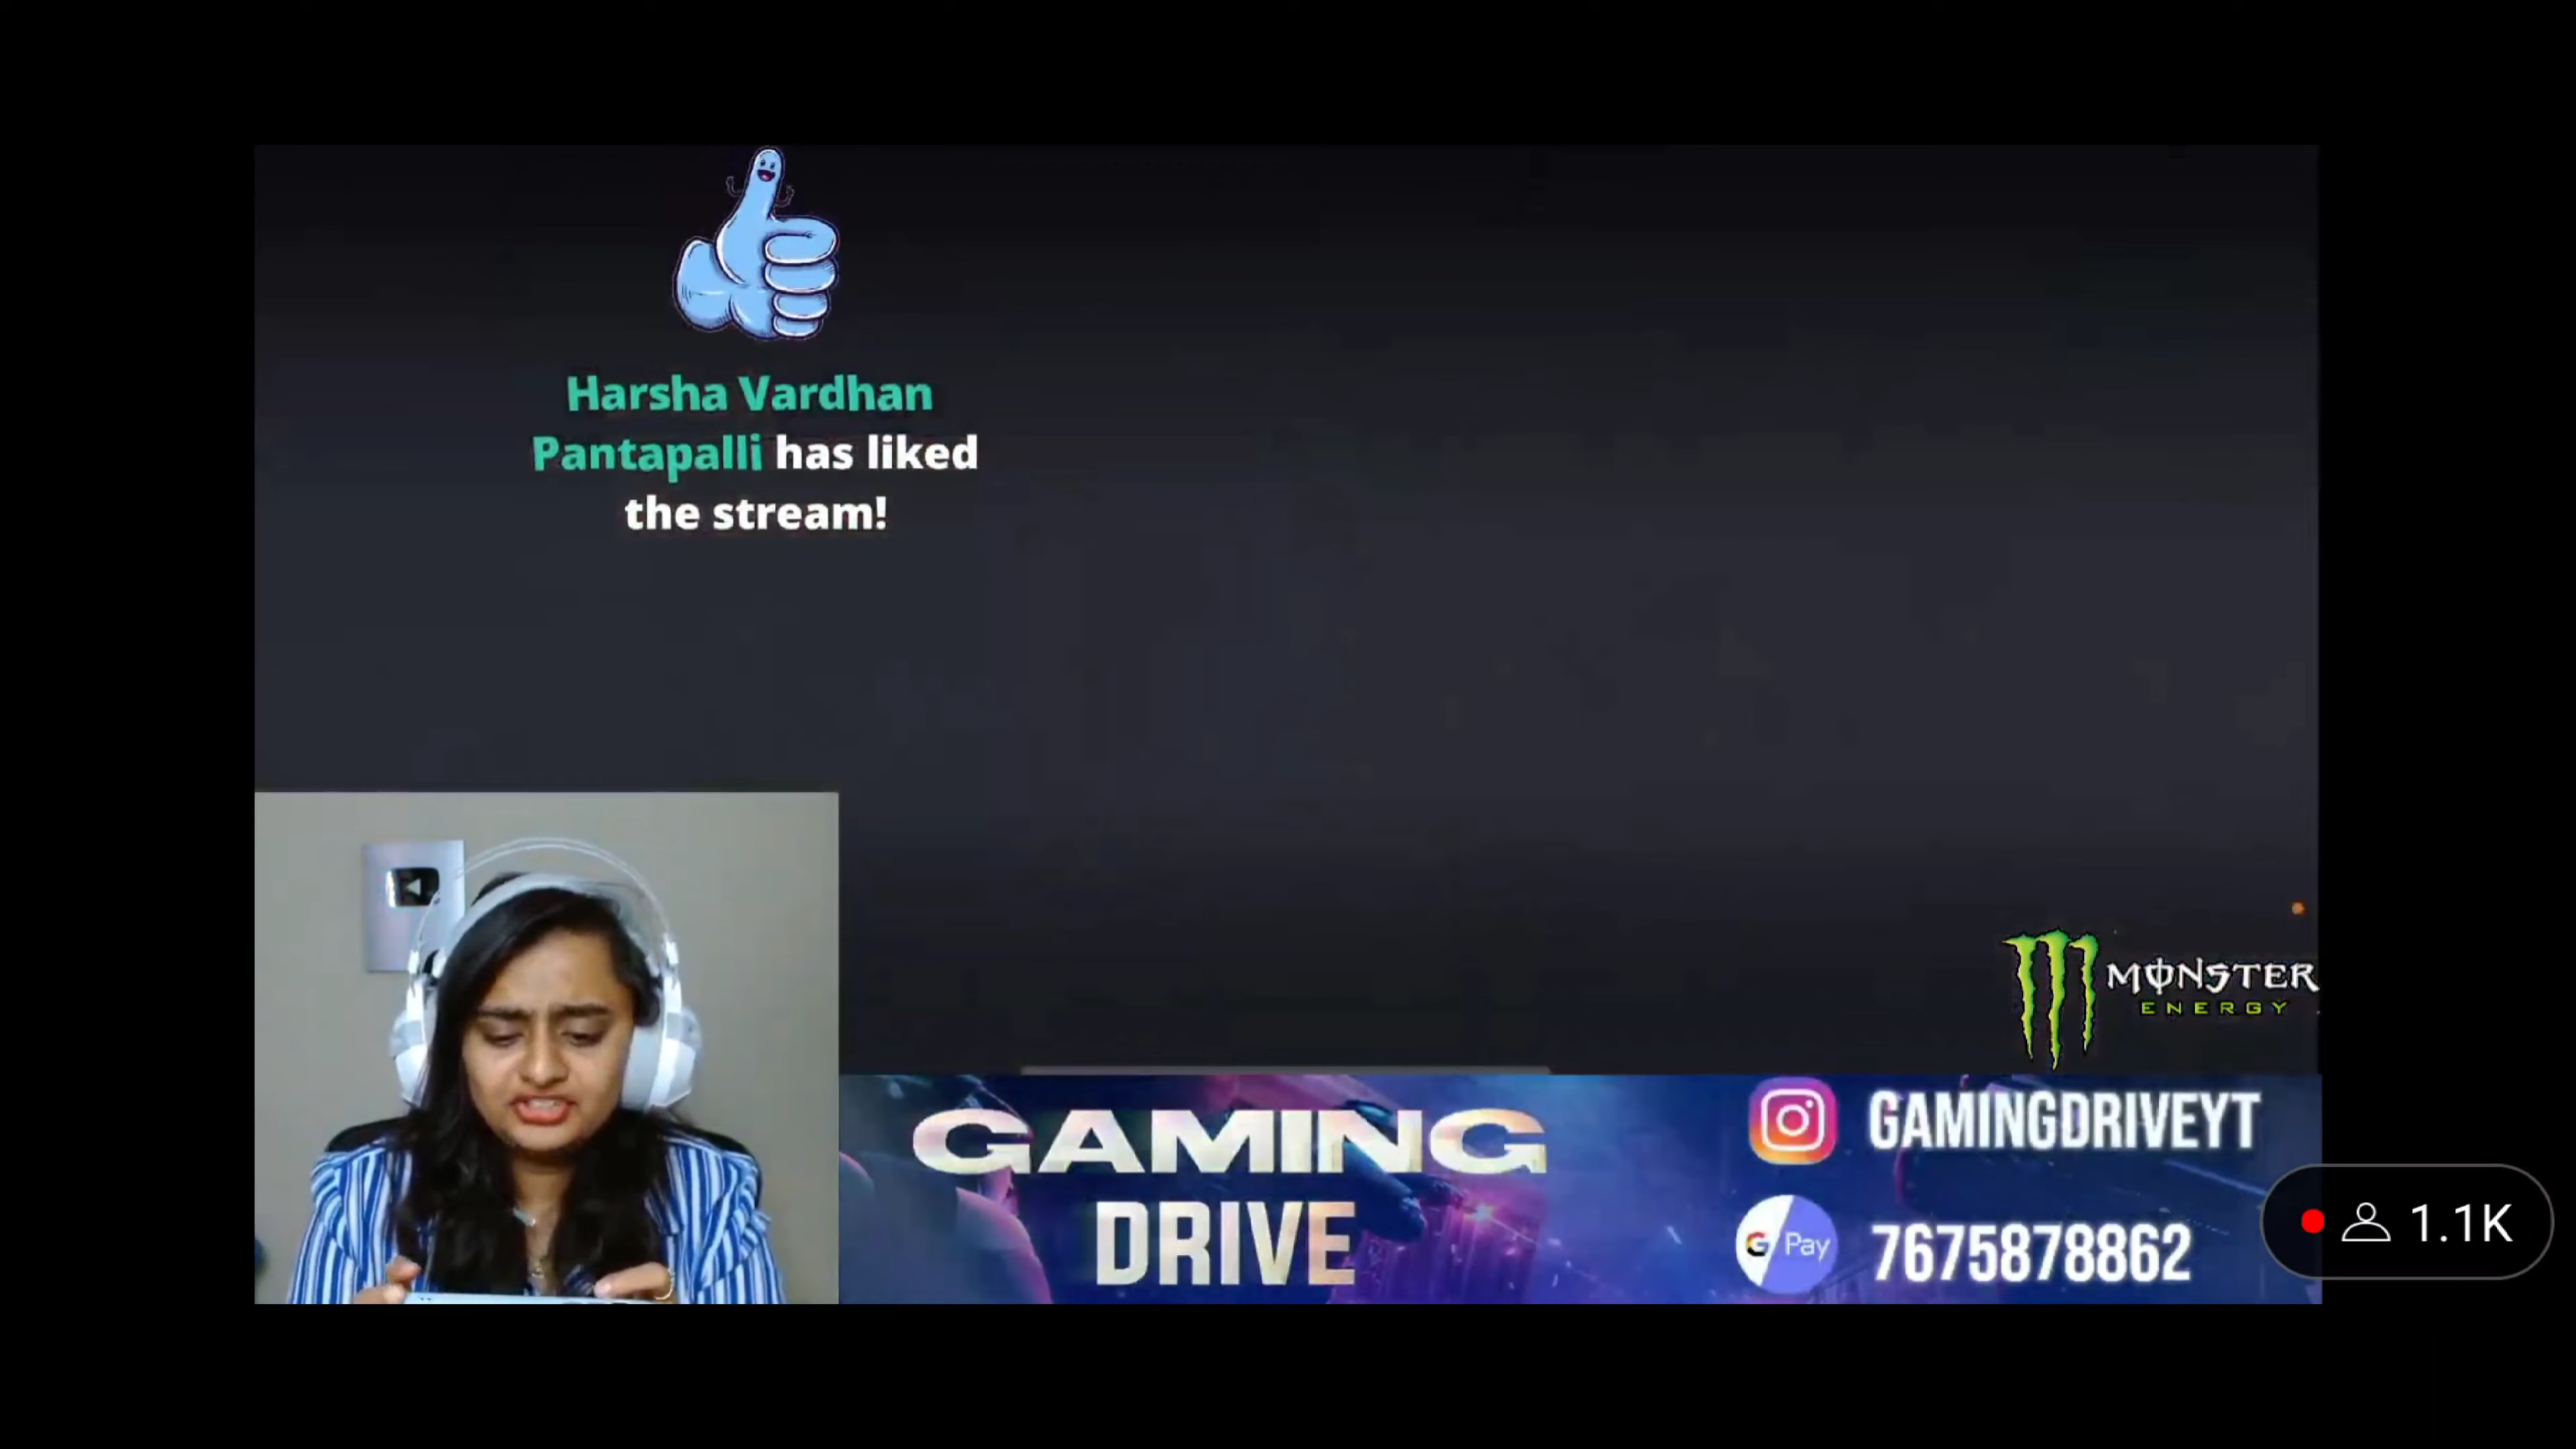 Harsha Vardhan
Pantapalli has liked
the stream!
MONSTER
ENERGY
GAMING
DRIVE
GAMINGDRIVEYT
G Pay
7675878862
1.1K